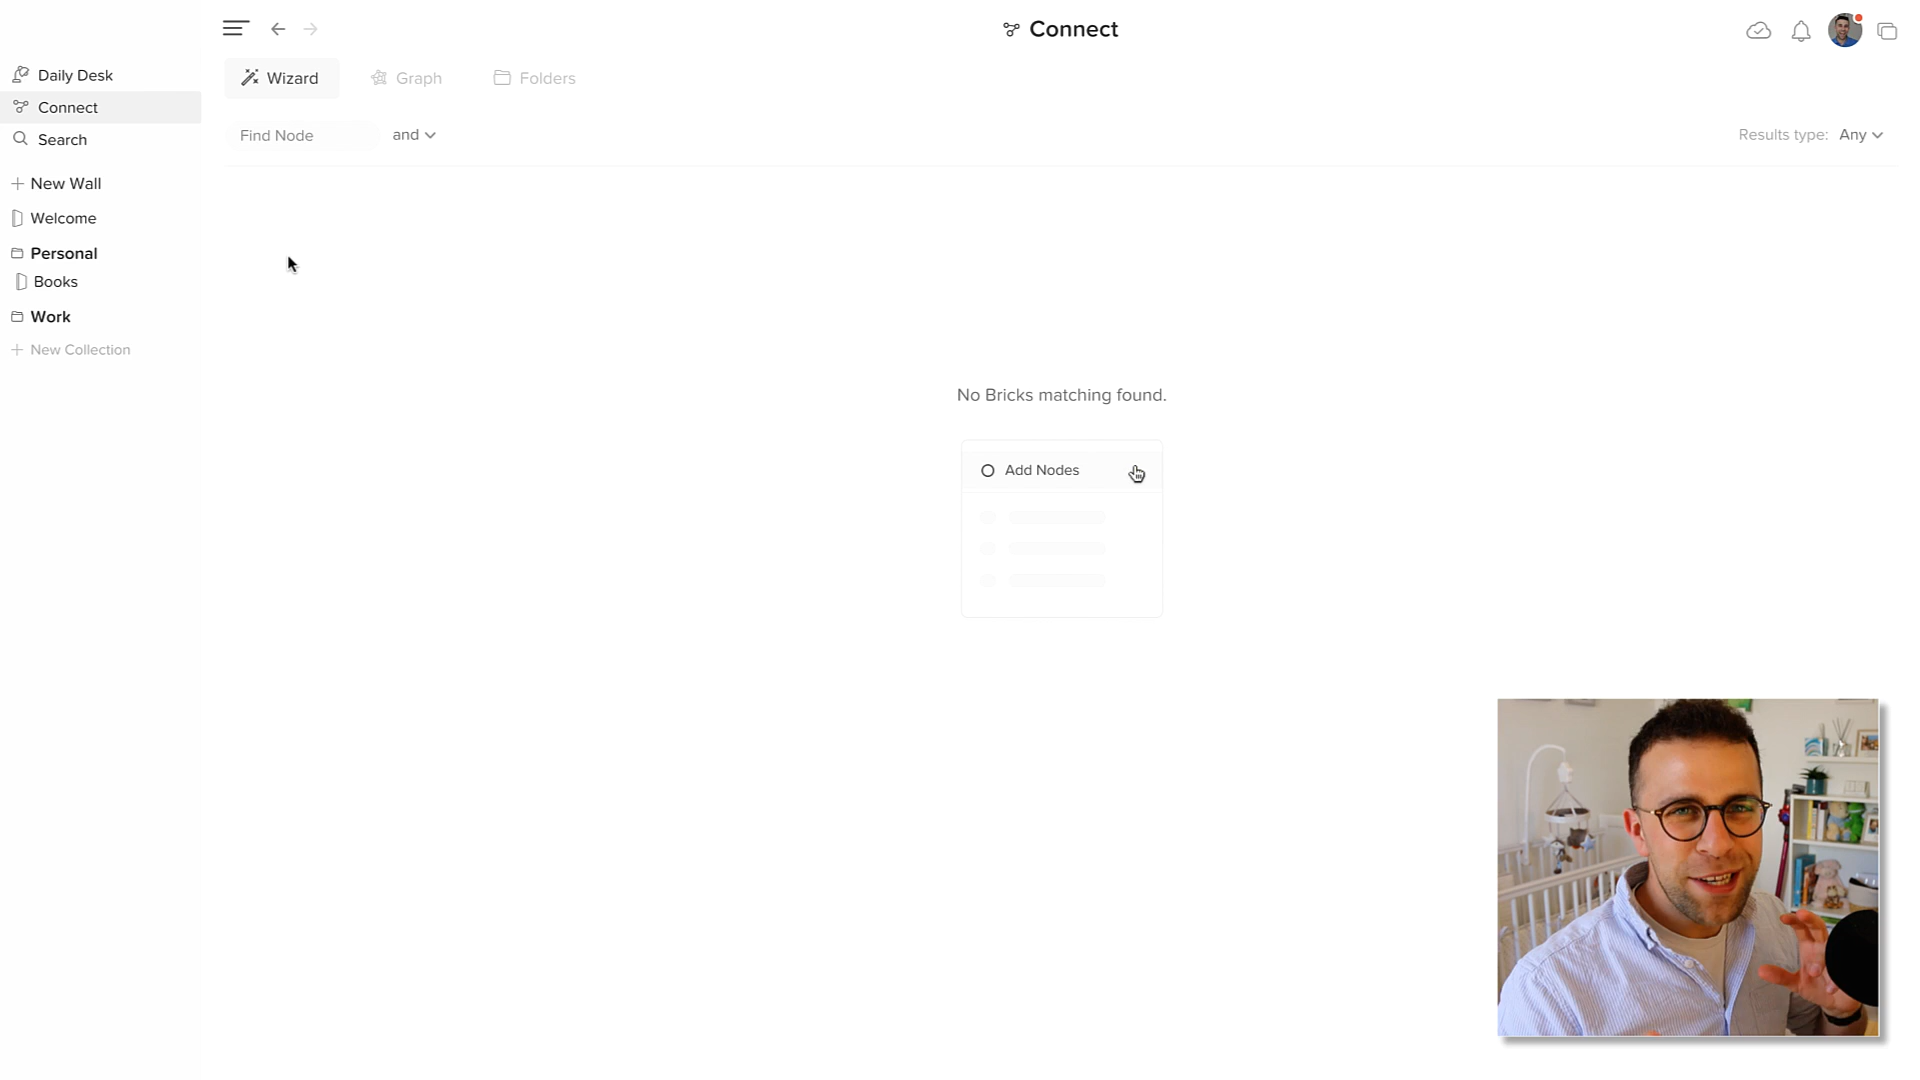 Connect
Daily Desk
Connect
Search
New Wall
Welcome
Personal
Books
Work
New Collection
Wizard
Graph
Folders
Find Node
and
Results type: Any
No Bricks matching found.
Add Nodes